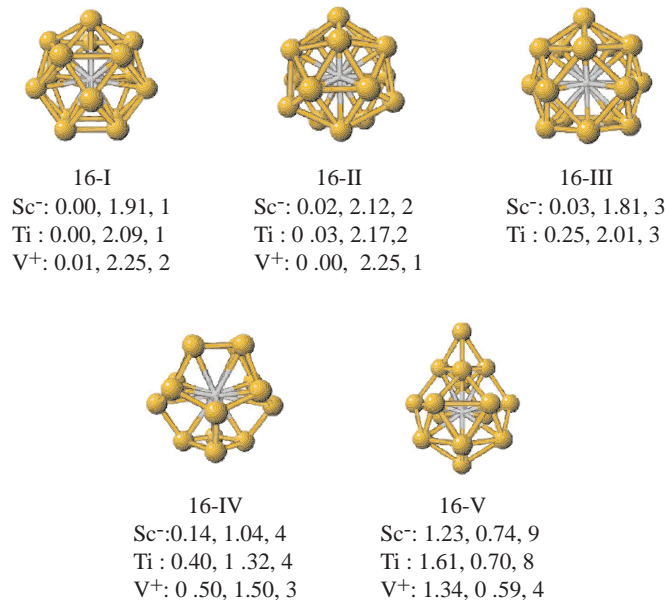 16-I
Sc-: 0.00, 1.91, 1
Ti : 0.00, 2.09, 1
V+: 0.01, 2.25, 2
16-II
Sc-: 0.02, 2.12, 2
Ti : 0 .03, 2.17,2
V+: 0 .00, 2.25, 1
16-III
Sc-: 0.03, 1.81, 3
Ti : 0.25, 2.01, 3
16-IV
Sc-:0.14, 1.04, 4
Ti : 0.40, 1 .32, 4
V+: 0 .50, 1.50, 3
16-V
Sc-: 1.23, 0.74, 9
Ti : 1.61, 0.70, 8
V+: 1.34, 0 .59, 4